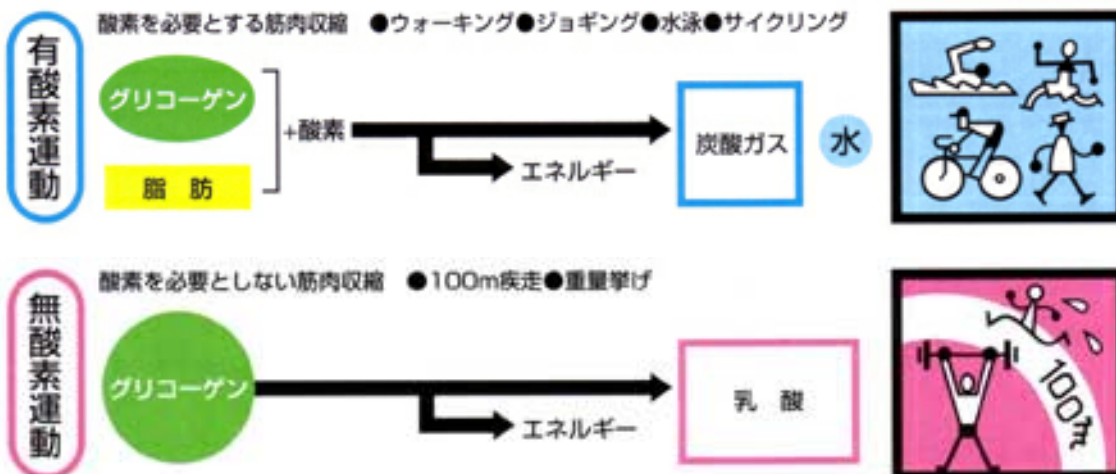 有酸素運動
酸素を必要とする筋肉収縮 ●ウォーキング●ジョギング●水泳●サイクリング
グリコーゲン
脂 肪
+酸素
エネルギー
炭酸ガス
水
無酸素運動
酸素を必要としない筋肉収縮 ●100m疾走●重量挙げ
グリコーゲン
エネルギー
乳 酸
100m